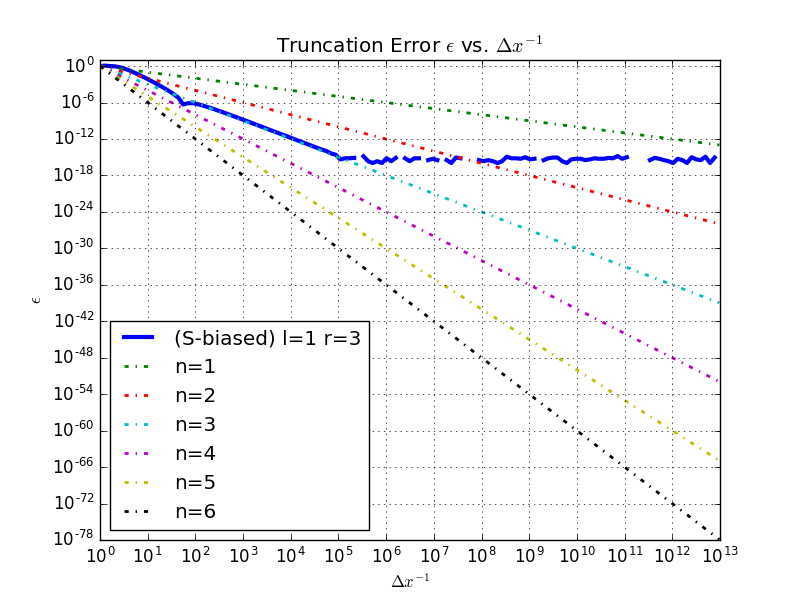 Truncation Error ϵ vs. Δx⁻¹
10⁰
10⁻⁶
10⁻¹²
10⁻¹⁸
10⁻²⁴
10⁻³⁰
10⁻³⁶
10⁻⁴²
10⁻⁴⁸
10⁻⁵⁴
10⁻⁶⁰
10⁻⁶⁶
10⁻⁷²
10⁻⁷⁸
ϵ
(S-biased) l=1 r=3
n=1
n=2
n=3
n=4
n=5
n=6
10⁰ 10¹ 10² 10³ 10⁴ 10⁵ 10⁶ 10⁷ 10⁸ 10⁹ 10¹⁰ 10¹¹ 10¹² 10¹³
Δx⁻¹